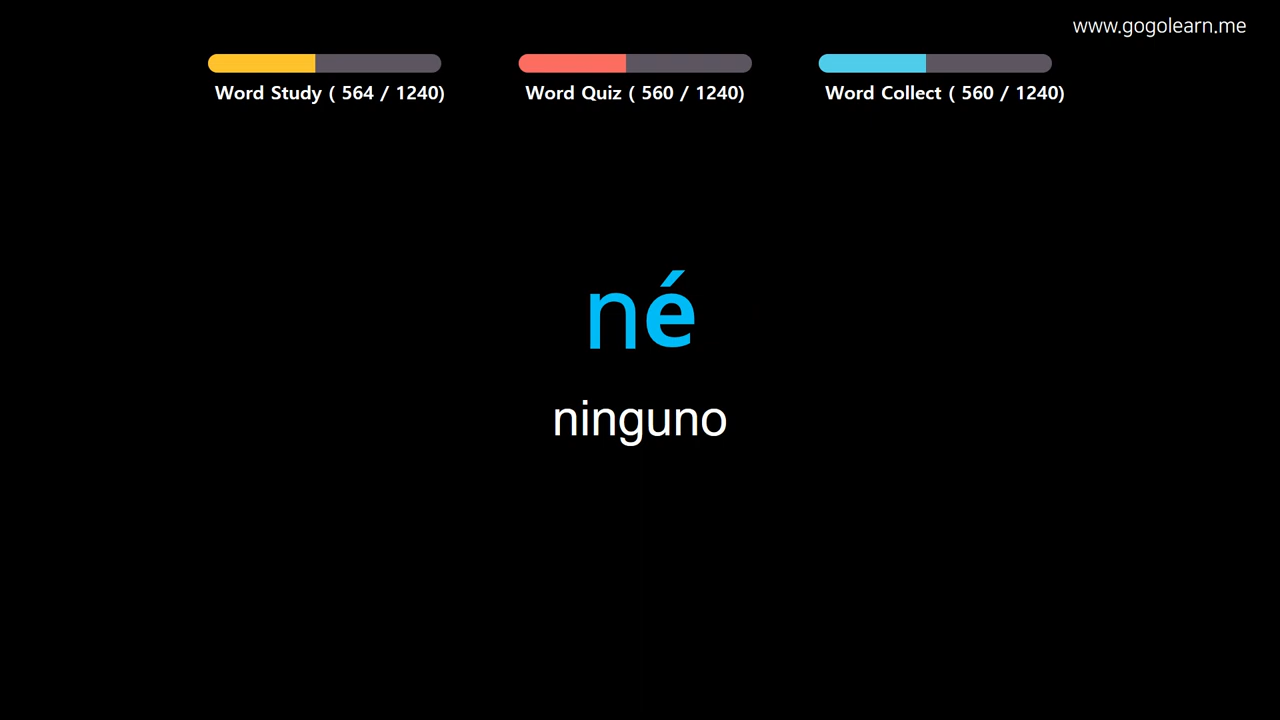 www.gogolearn.me
Word Study ( 564 / 1240)
Word Quiz ( 560 / 1240)
Word Collect ( 560 / 1240)
né
ninguno